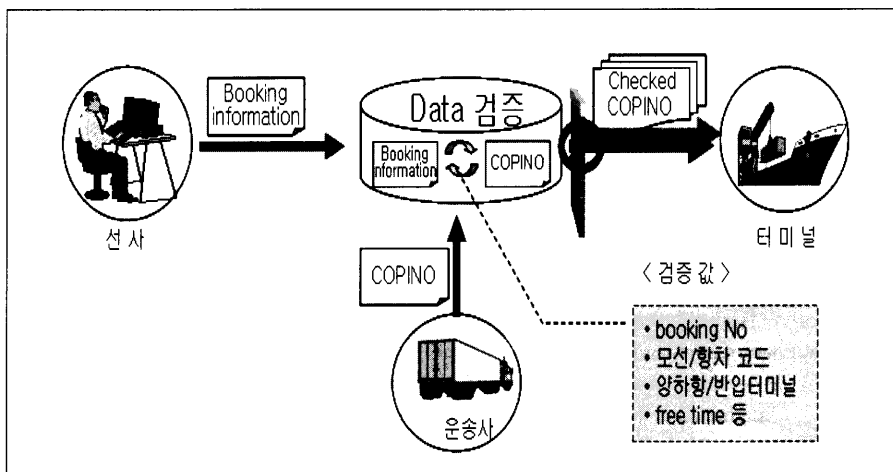 Booking
information
Checked
COPINO
Data 검증
Booking
nformation
COPINO
선 사
터 미 널
COPINO
〈 검증 값 〉
• booking No
• 모선/항차 코드
• 양하항/반입터미널
• free time 등
운송사